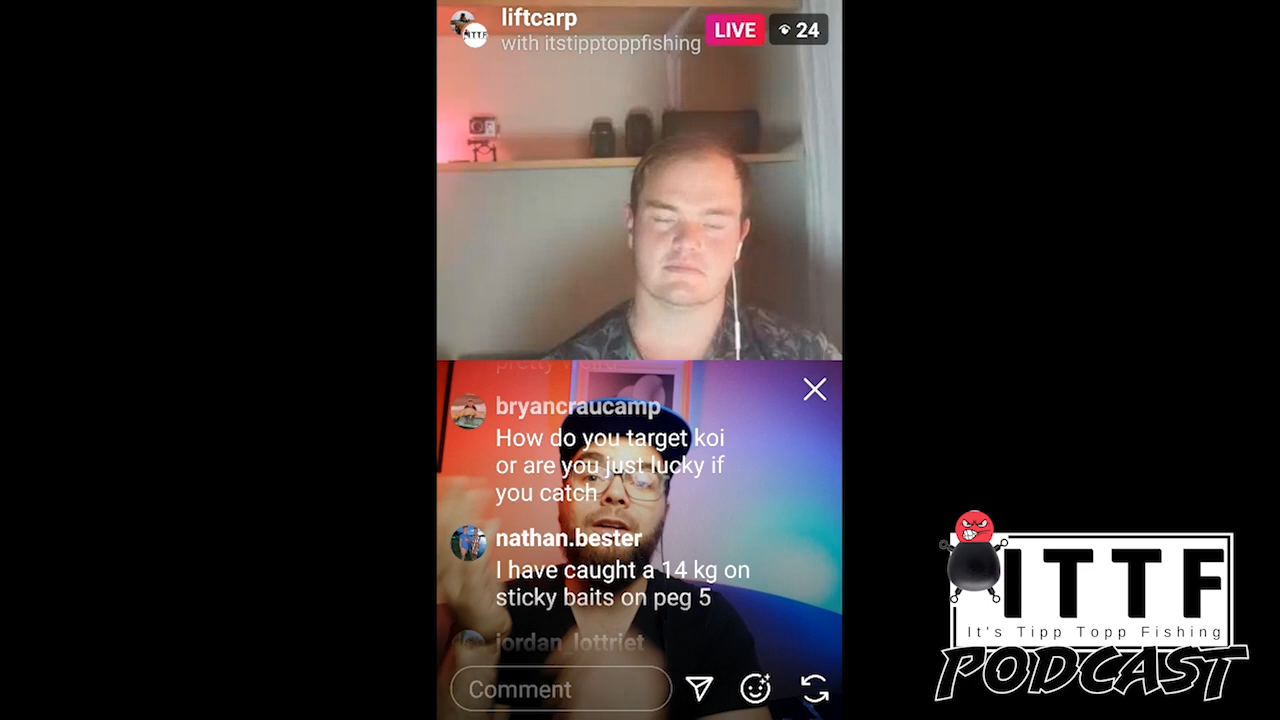 liftcarp
with itstipptoppfishing
LIVE
24
bryancraucamp
How do you target koi
or are you just lucky if
you catch
nathan.bester
I have caught a 14 kg on
sticky baits on peg 5
jordan_lottriet
Comment
ITTF
It's Tipp Topp Fishing
PODCAST